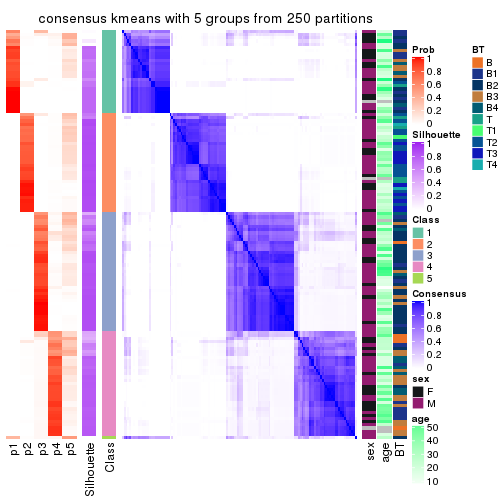 consensus kmeans with 5 groups from 250 partitions
p1
p2
p3
p4
p5
Silhouette
Class
sex
age
BT
Prob
1
0.8
0.6
0.4
0.2
0
Silhouette
1
0.8
0.6
0.4
0.2
0
Class
1
2
3
4
5
Consensus
1
0.8
0.6
0.4
0.2
0
sex
F
M
age
50
40
30
20
10
BT
B
B1
B2
B3
B4
T
T1
T2
T3
T4